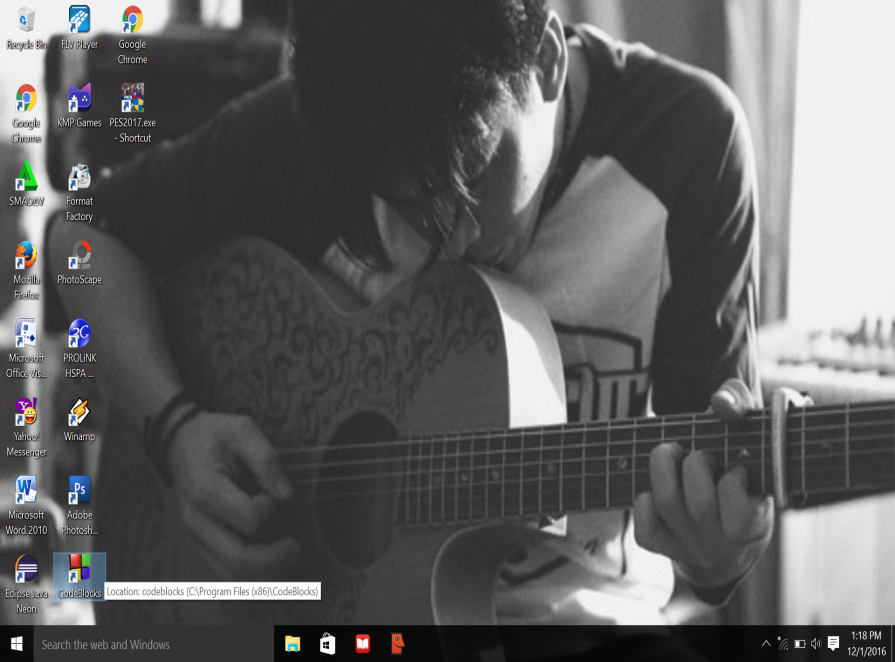 Recycle Bin
FLV Player
Google
Chrome
Google
Chrome
KMP Games
PES2017.exe
- Shortcut
SMADAV
Format
Factory
Mozilla
Firefox
PhotoScape
Microsoft
Office Vis...
PROLiNK
HSPA ...
Yahoo!
Messenger
Winamp
Microsoft
Word 2010
Adobe
Photosh...
Eclipse Java
Neon
CodeBlocks
Location: codeblocks (C:\Program Files (x86)\CodeBlocks)
Search the web and Windows
1:18 PM
12/1/2016